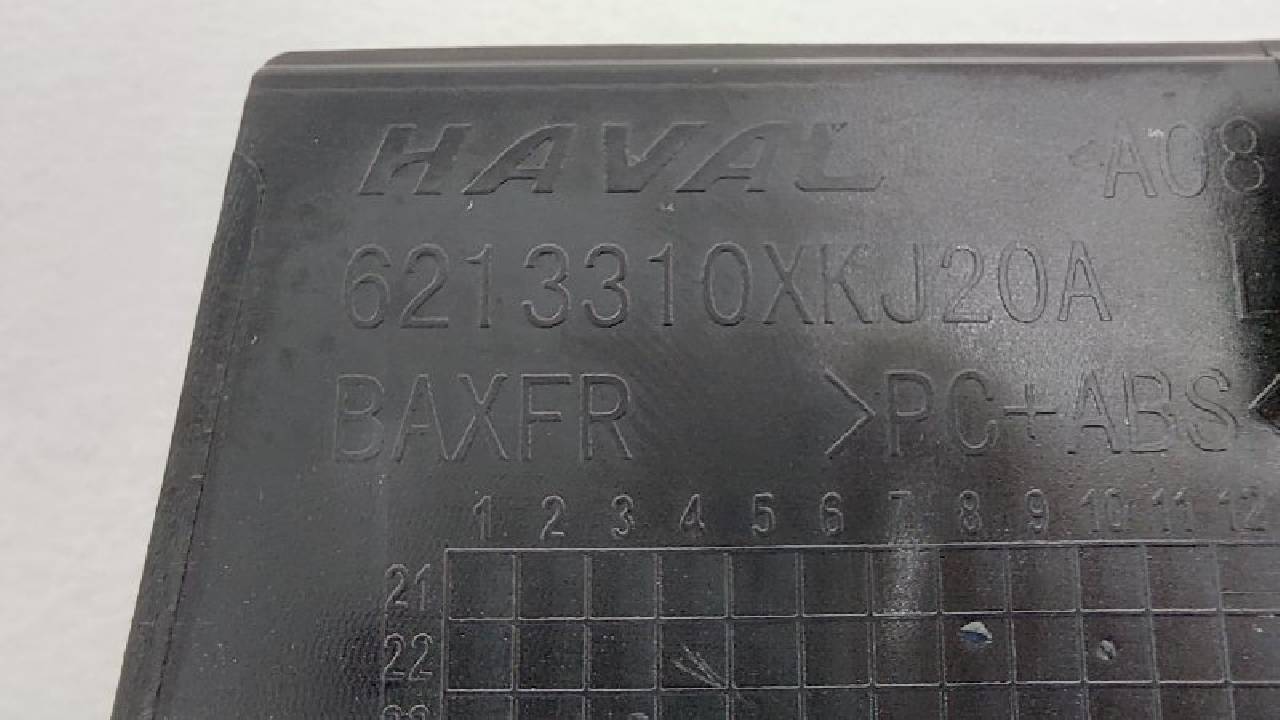 HAVAL A08
6213310XKJ20A L
BAXFR >PC+ABS<
1 2 3 4 5 6 7 8 9 10 11 12
21
22
23